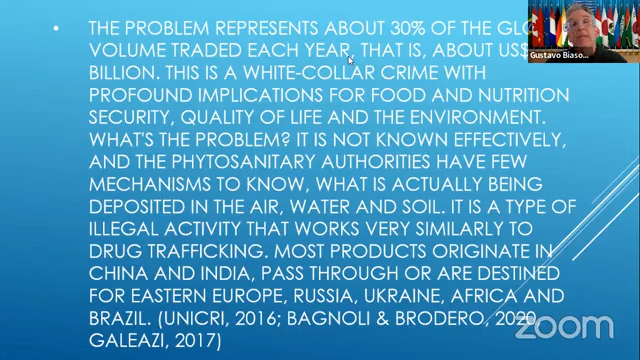 • THE PROBLEM REPRESENTS ABOUT 30% OF THE
VOLUME TRADED EACH YEAR, THAT IS, ABOUT US$
BILLION. THIS IS A WHITE-COLLAR CRIME WITH
PROFOUND IMPLICATIONS FOR FOOD AND NUTRITION
SECURITY, QUALITY OF LIFE AND THE ENVIRONMENT.
WHAT'S THE PROBLEM? IT IS NOT KNOWN EFFECTIVELY,
AND THE PHYTOSANITARY AUTHORITIES HAVE FEW
MECHANISMS TO KNOW, WHAT IS ACTUALLY BEING
DEPOSITED IN THE AIR, WATER AND SOIL. IT IS A TYPE OF
ILLEGAL ACTIVITY THAT WORKS VERY SIMILARLY TO
DRUG TRAFFICKING. MOST PRODUCTS ORIGINATE IN
CHINA AND INDIA, PASS THROUGH OR ARE DESTINED
FOR EASTERN EUROPE, RUSSIA, UKRAINE, AFRICA AND
BRAZIL. (UNICRI, 2016; BAGNOLI & BRODERO, 2020
GALEAZI, 2017)
Gustavo Biaso...
zoom